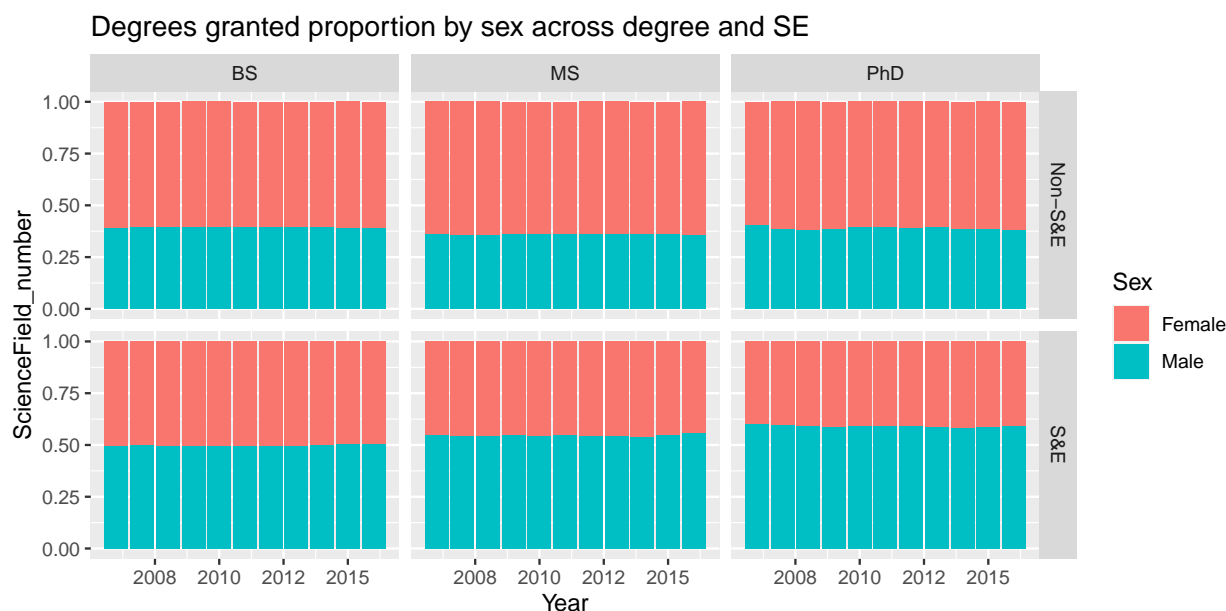 Degrees granted proportion by sex across degree and SE
BS
MS
PhD
1.00
0.75
0.50
0.25
0.00
Non−S&E
1.00
0.75
0.50
0.25
0.00
S&E
ScienceField_number
2008
2010
2012
2015
2008
2010
2012
2015
2008
2010
2012
2015
Year
Sex
Female
Male